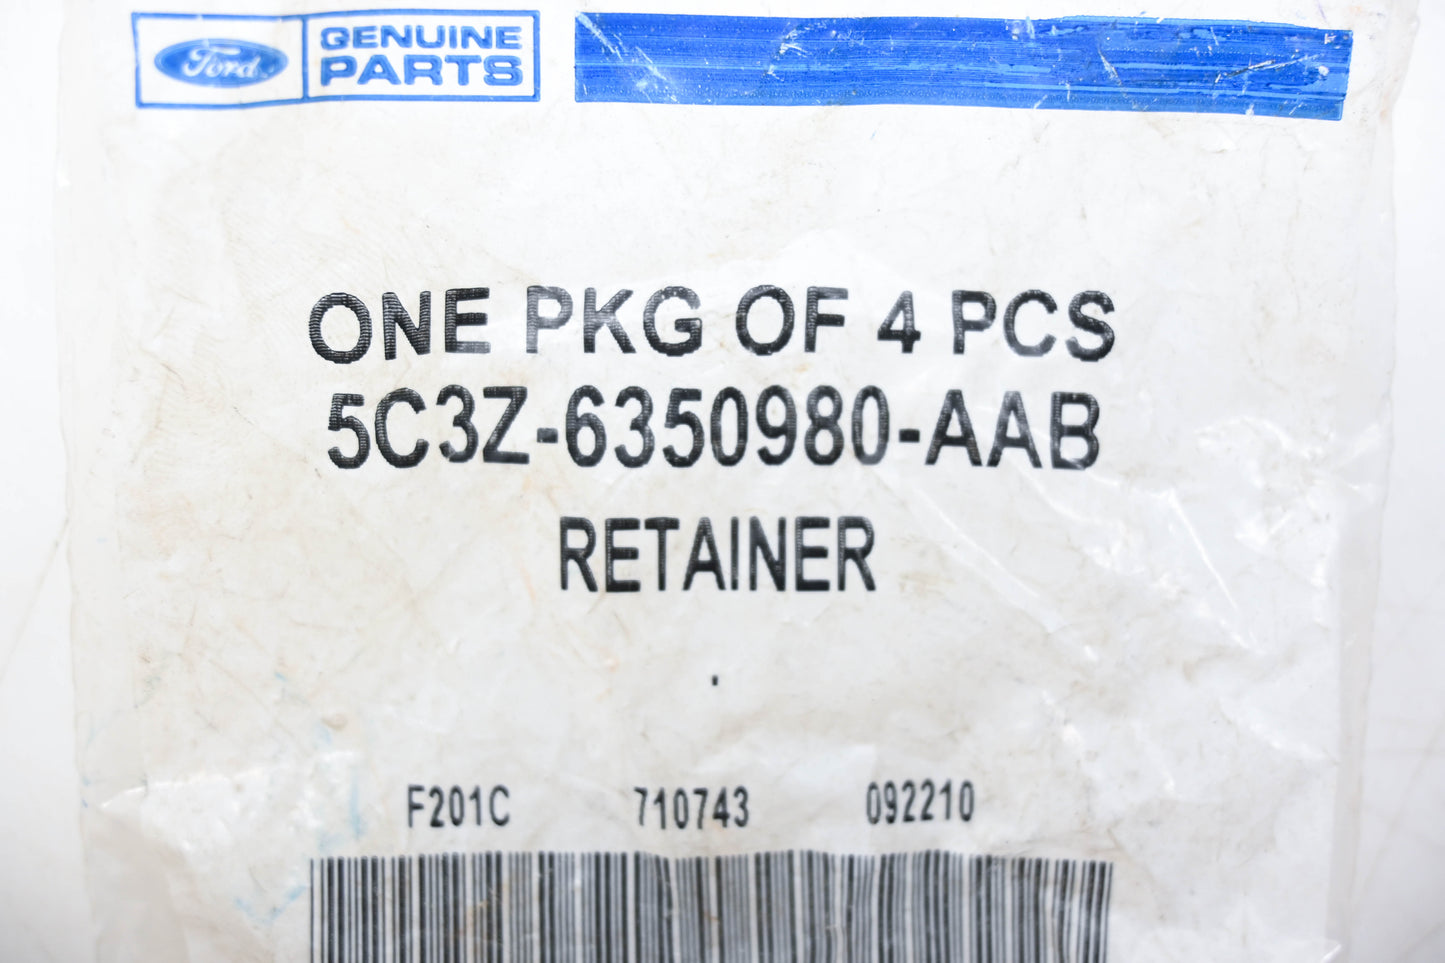 Ford
GENUINE
PARTS
ONE PKG OF 4 PCS
5C3Z-6350980-AAB
RETAINER
F201C 710743 092210